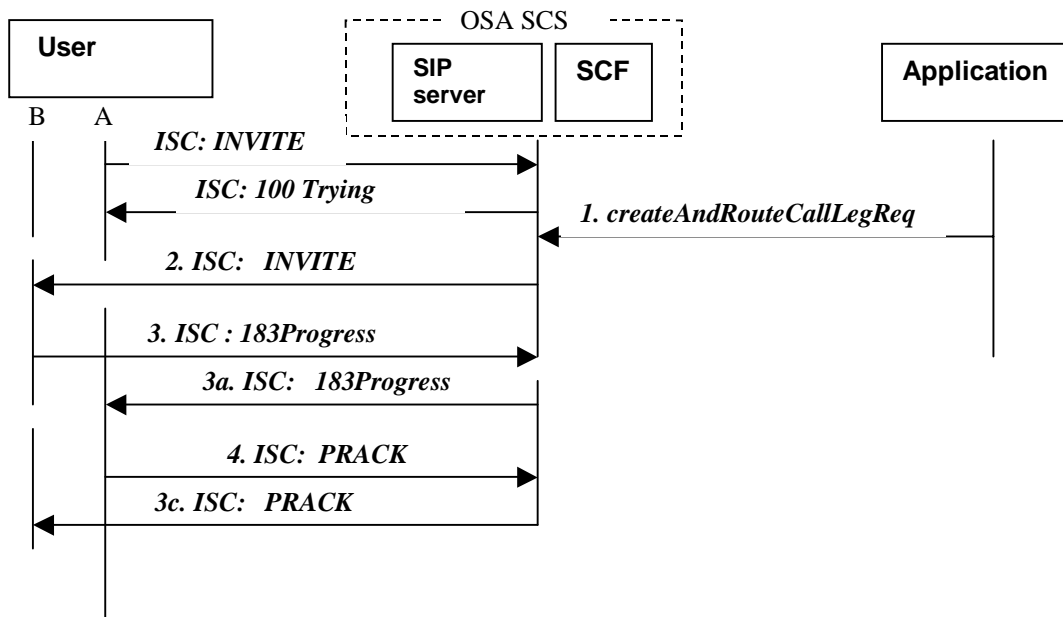 OSA SCS
User
SIP
server
SCF
Application
B A
ISC: INVITE
ISC: 100 Trying
1. createAndRouteCallLegReq
2. ISC: INVITE
3. ISC : 183Progress
3a. ISC: 183Progress
4. ISC: PRACK
3c. ISC: PRACK